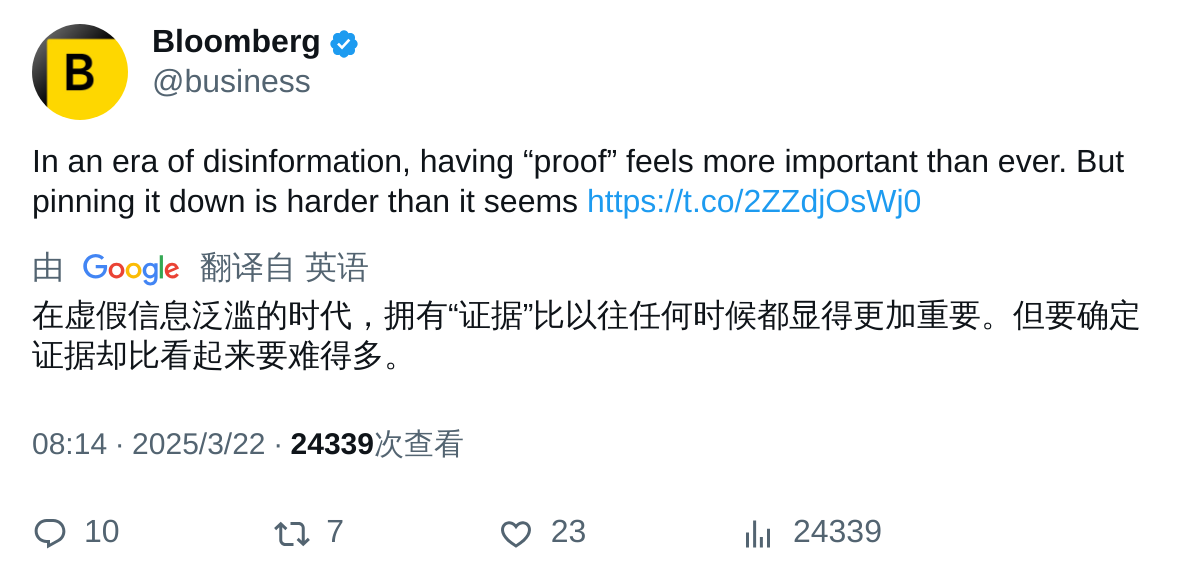 B
Bloomberg
@business
In an era of disinformation, having “proof” feels more important than ever. But
pinning it down is harder than it seems https://t.co/2ZZdjOsWj0
由 Google 翻译自 英语
在虚假信息泛滥的时代，拥有“证据”比以往任何时候都显得更加重要。但要确定
证据却比看起来要难得多。
08:14 · 2025/3/22 · 24339次查看
10 7 23 24339